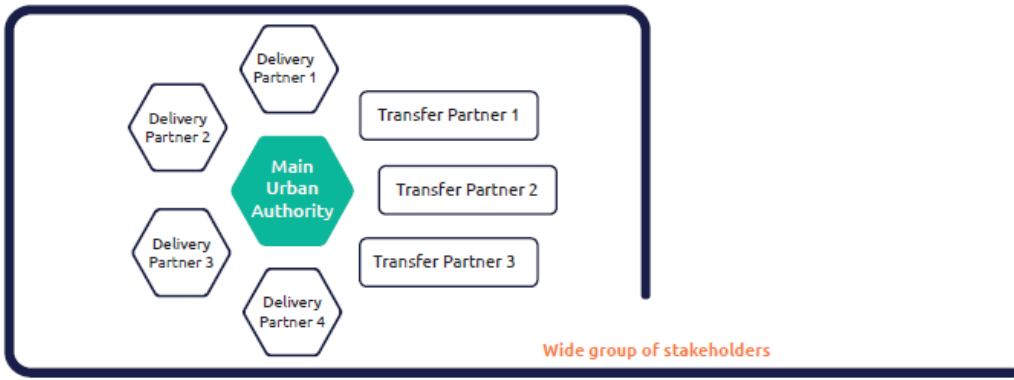 Delivery
Partner 1
Delivery
Partner 2
Transfer Partner 1
Main
Urban
Authority
Transfer Partner 2
Delivery
Partner 3
Transfer Partner 3
Delivery
Partner 4
Wide group of stakeholders